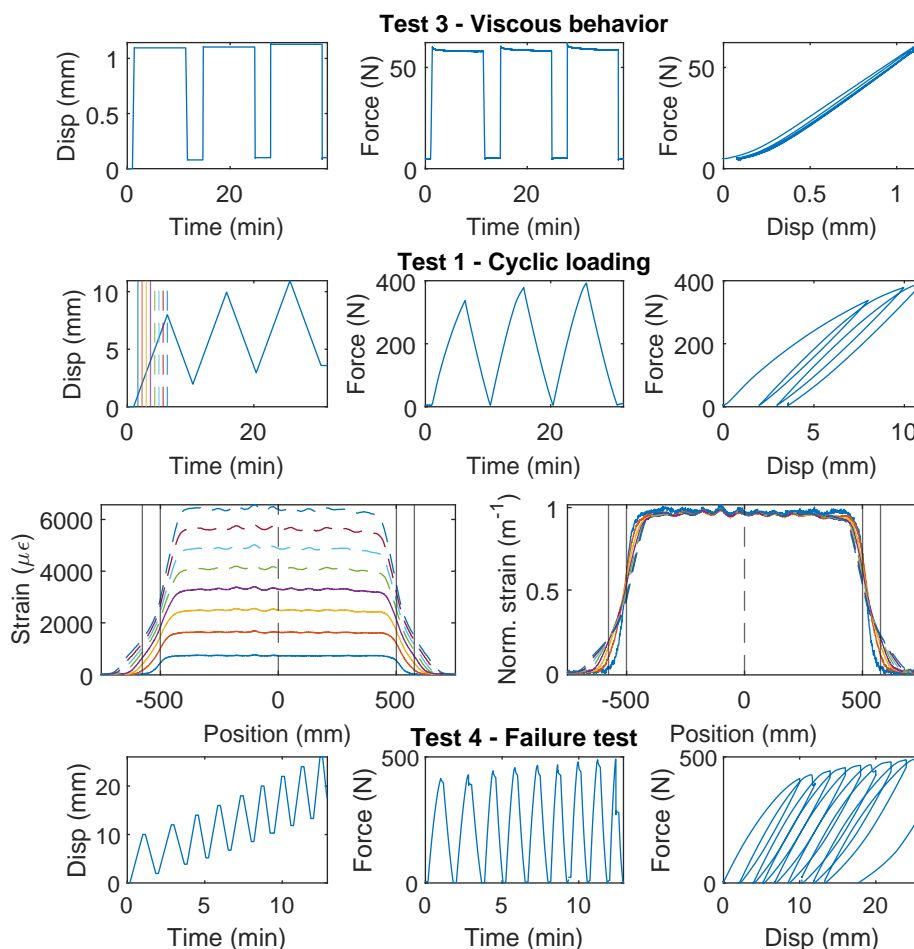 Test 3 - Viscous behavior
Disp (mm)
1
0.5
0
0 20
Time (min)
Force (N)
50
0
0 20
Time (min)
Force (N)
50
0
0 0.5 1
Disp (mm)
Test 1 - Cyclic loading
Disp (mm)
10
5
0
0 20
Time (min)
Force (N)
400
200
0
0 20
Time (min)
Force (N)
400
200
0
0 5 10
Disp (mm)
Strain (με)
6000
4000
2000
0
-500 0 500
Position (mm)
Norm. strain (m⁻¹)
1
0.5
0
-500 0 500
Position (mm)
Test 4 - Failure test
Disp (mm)
20
10
0
0 5 10
Time (min)
Force (N)
500
0
0 5 10
Time (min)
Force (N)
500
0
0 10 20
Disp (mm)